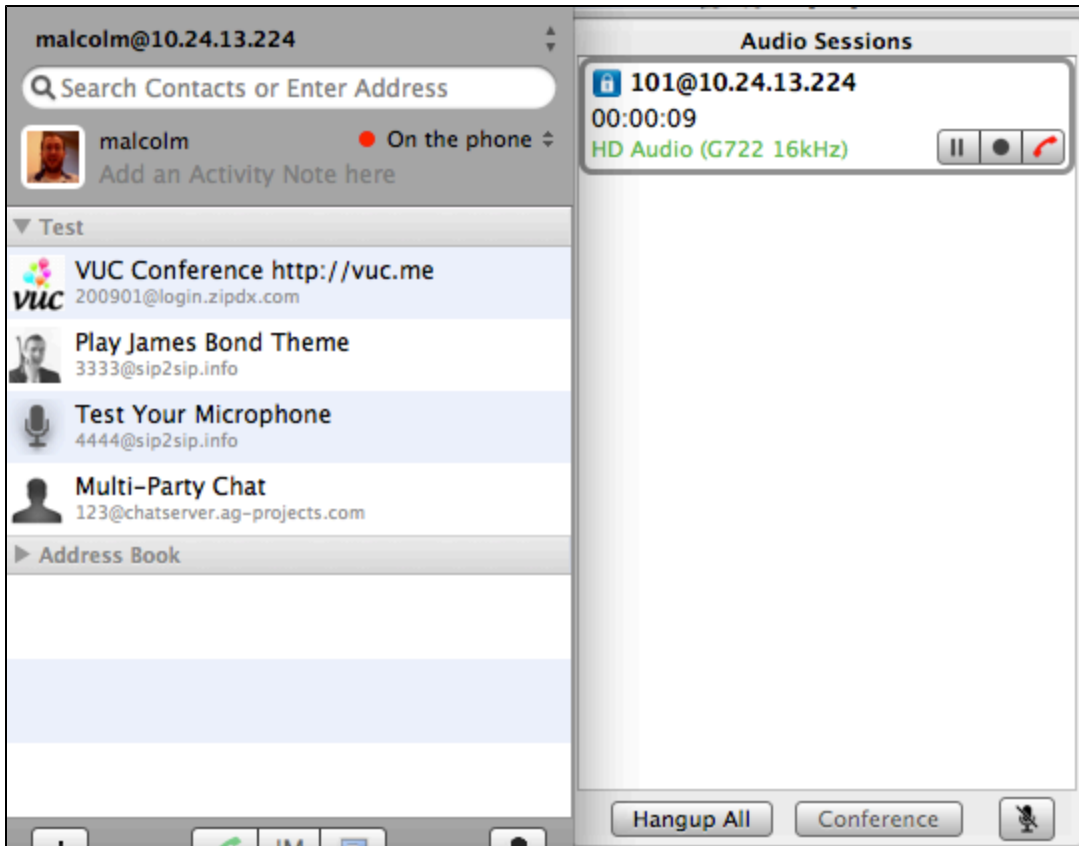 malcolm@10.24.13.224
Search Contacts or Enter Address
malcolm
On the phone
Add an Activity Note here
Test
vuc
VUC Conference http://vuc.me
200901@login.zipdx.com
Play James Bond Theme
3333@sip2sip.info
Test Your Microphone
4444@sip2sip.info
Multi-Party Chat
123@chatserver.ag-projects.com
Address Book
IM
Audio Sessions
101@10.24.13.224
00:00:09
HD Audio (G722 16kHz)
Hangup All
Conference